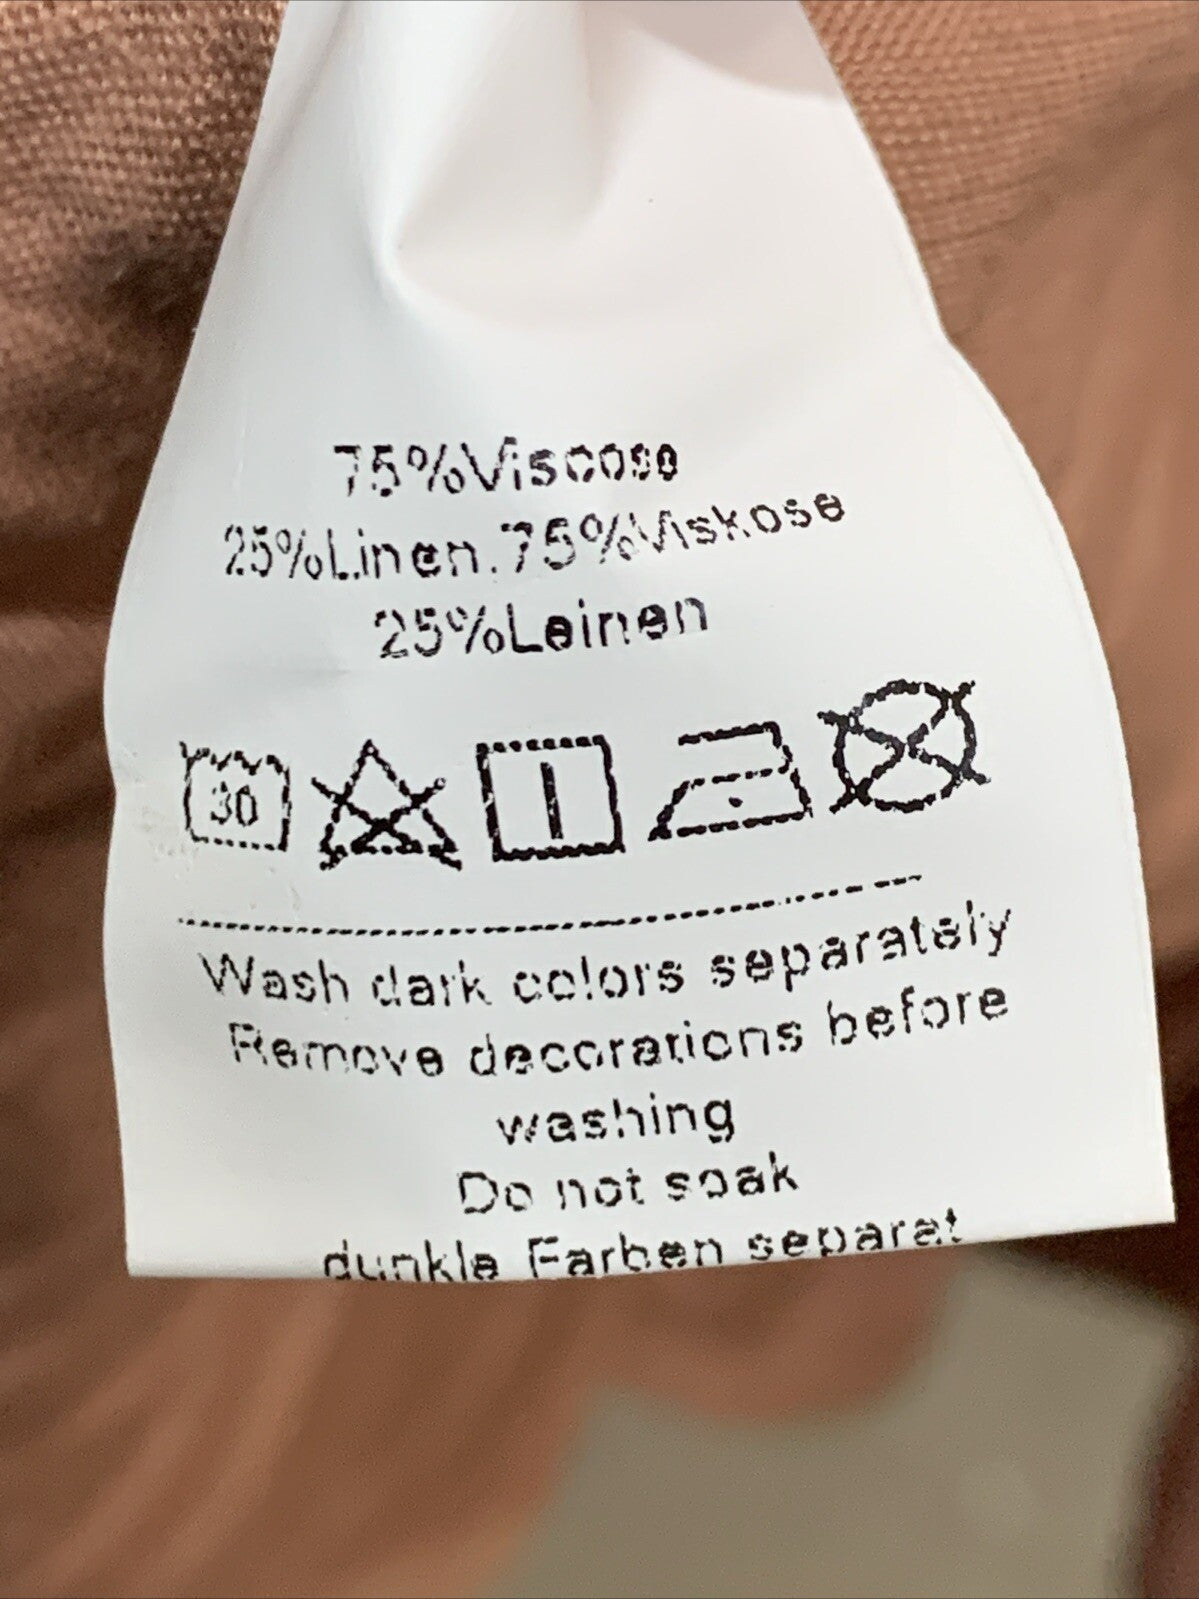 75%Viscose
25%Linen.75%Viskose
25%Leinen
30
Wash dark colors separately
Remove decorations before
washing
Do not soak
dunkle Farben separat